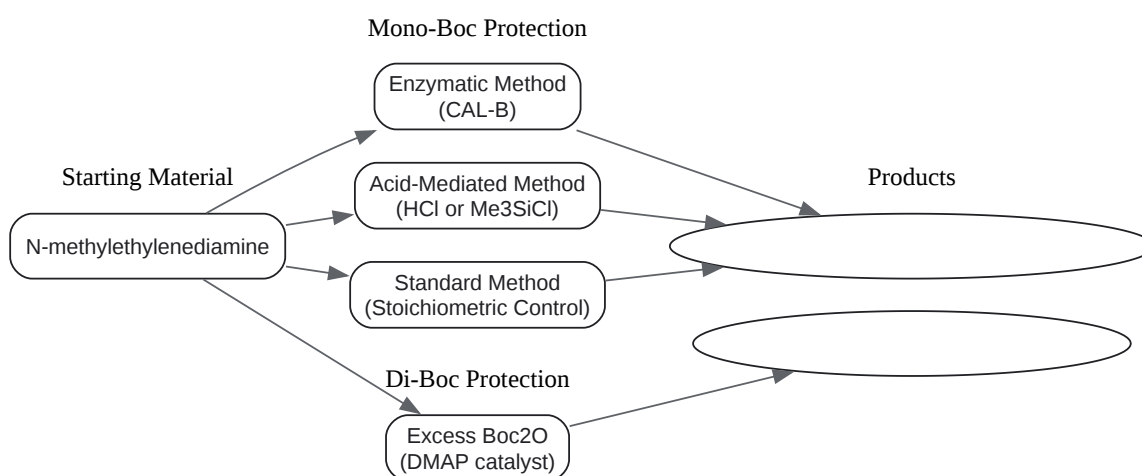 Mono-Boc Protection
Enzymatic Method
(CAL-B)
Starting Material
Acid-Mediated Method
(HCl or Me3SiCl)
Products
N-methylethylenediamine
Standard Method
(Stoichiometric Control)
Di-Boc Protection
Excess Boc2O
(DMAP catalyst)